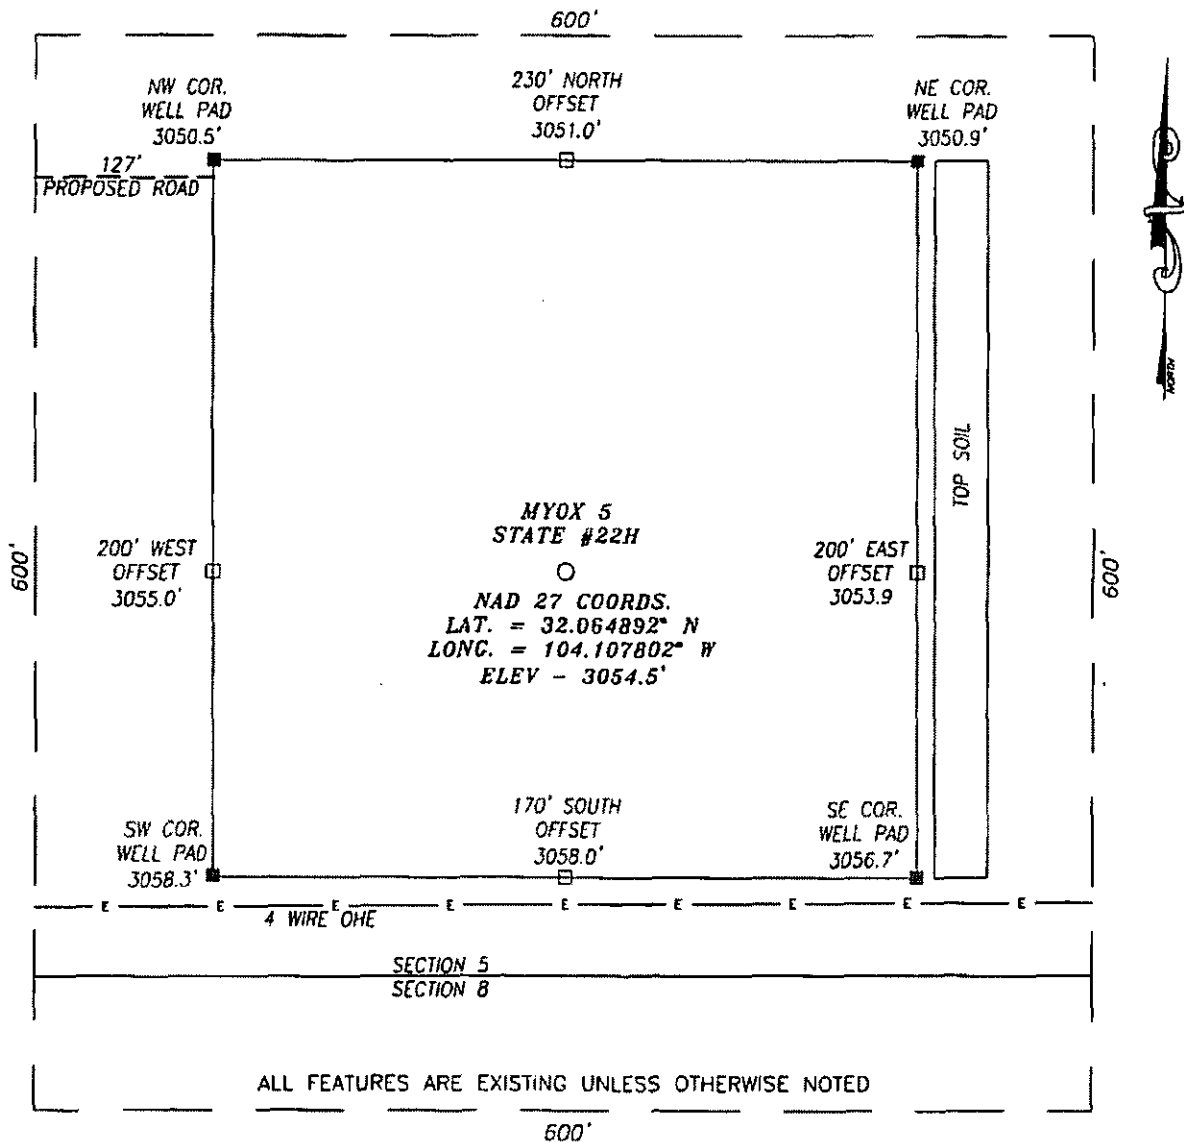 600'
NW COR.
WELL PAD
3050.5'
230' NORTH
OFFSET
3051.0'
NE COR.
WELL PAD
3050.9'
127'
PROPOSED ROAD
NORTH
TOP SOIL
600'
200' WEST
OFFSET
3055.0'
MYOX 5
STATE #22H
NAD 27 COORDS.
LAT. = 32.064892° N
LONG. = 104.107802° W
ELEV - 3054.5'
200' EAST
OFFSET
3053.9
600'
SW COR.
WELL PAD
3058.3'
170' SOUTH
OFFSET
3058.0'
SE COR.
WELL PAD
3056.7'
E E E E E E E E E
4 WIRE OHE
SECTION 5
SECTION 8
ALL FEATURES ARE EXISTING UNLESS OTHERWISE NOTED
600'